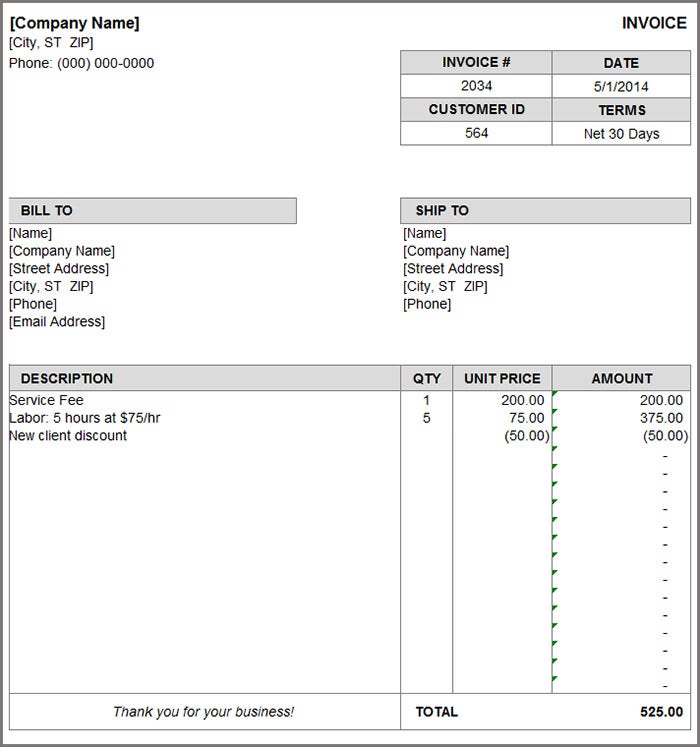 [Company Name] INVOICE
[City, ST  ZIP]
Phone: (000) 000-0000
INVOICE # DATE
2034 5/1/2014
CUSTOMER ID TERMS
564 Net 30 Days
BILL TO SHIP TO
[Name] [Name]
[Company Name] [Company Name]
[Street Address] [Street Address]
[City, ST  ZIP] [City, ST  ZIP]
[Phone] [Phone]
[Email Address]
DESCRIPTION QTY UNIT PRICE AMOUNT
Service Fee 1 200.00 200.00
Labor: 5 hours at $75/hr 5 75.00 375.00
New client discount (50.00) (50.00)
-
-
-
-
-
-
-
-
-
-
-
-
-
-
Thank you for your business! TOTAL 525.00